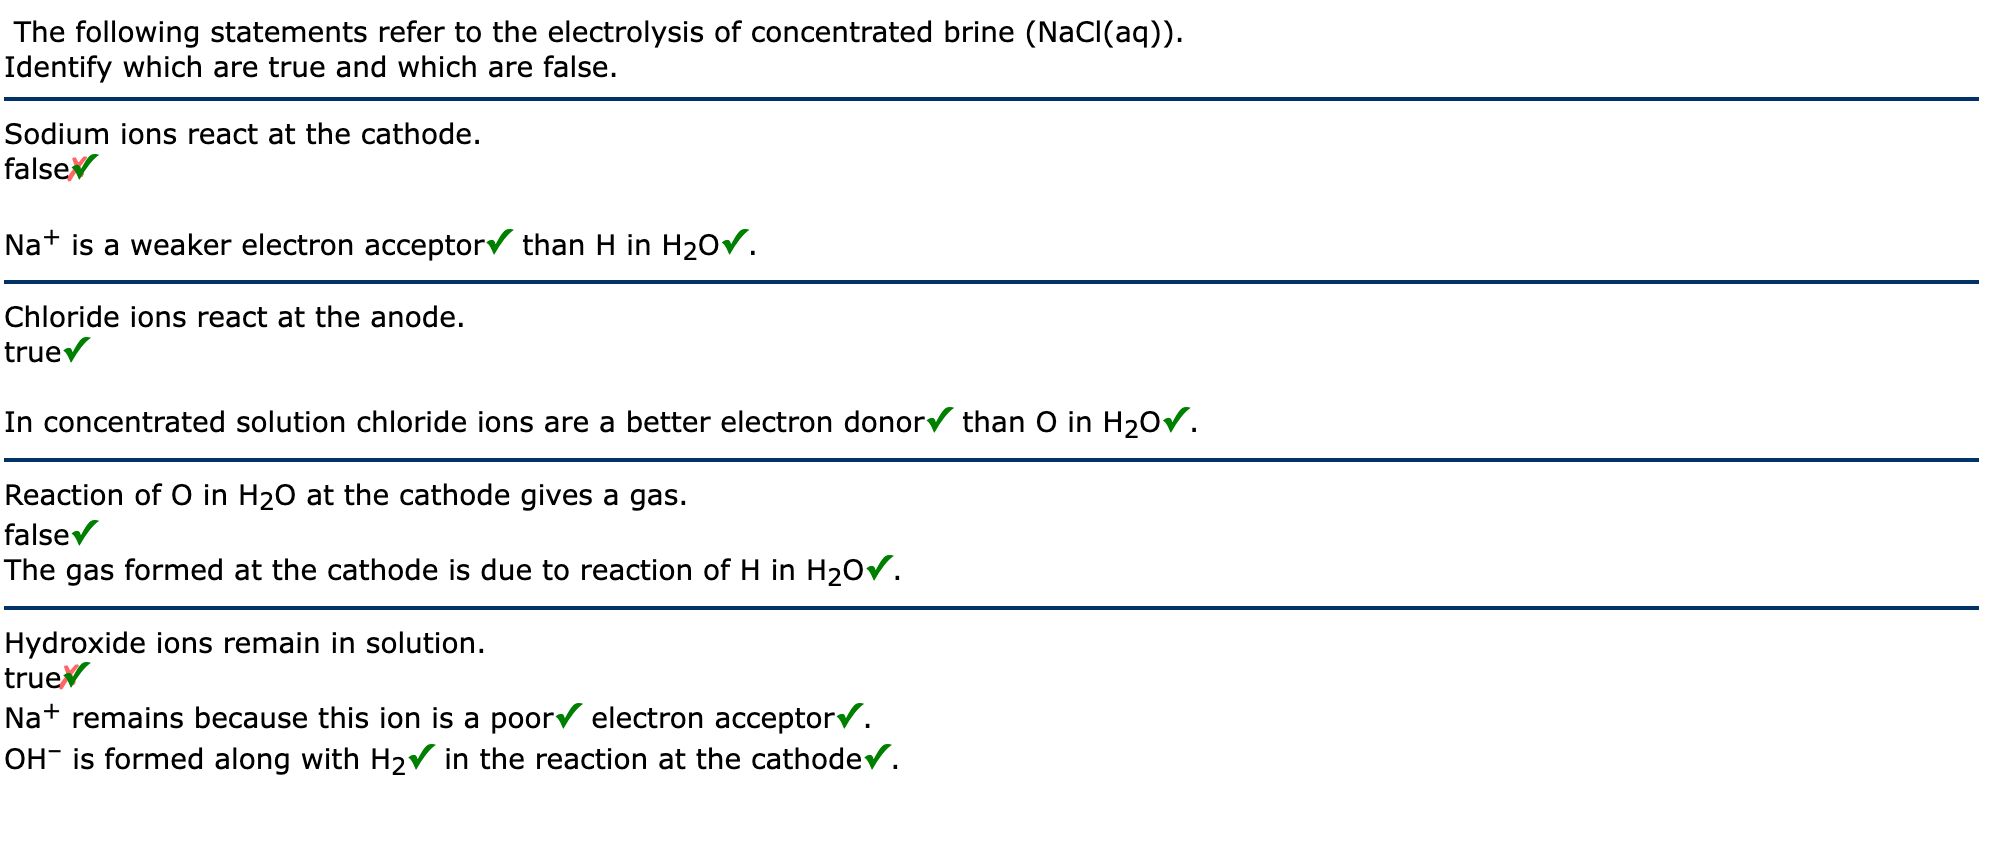 The following statements refer to the electrolysis of concentrated brine (NaCl(aq)).
Identify which are true and which are false.
Sodium ions react at the cathode.
false✗✓
Na⁺ is a weaker electron acceptor✓ than H in H₂O✓.
Chloride ions react at the anode.
true✓
In concentrated solution chloride ions are a better electron donor✓ than O in H₂O✓.
Reaction of O in H₂O at the cathode gives a gas.
false✓
The gas formed at the cathode is due to reaction of H in H₂O✓.
Hydroxide ions remain in solution.
true✗✓
Na⁺ remains because this ion is a poor✓ electron acceptor✓.
OH⁻ is formed along with H₂✓ in the reaction at the cathode✓.